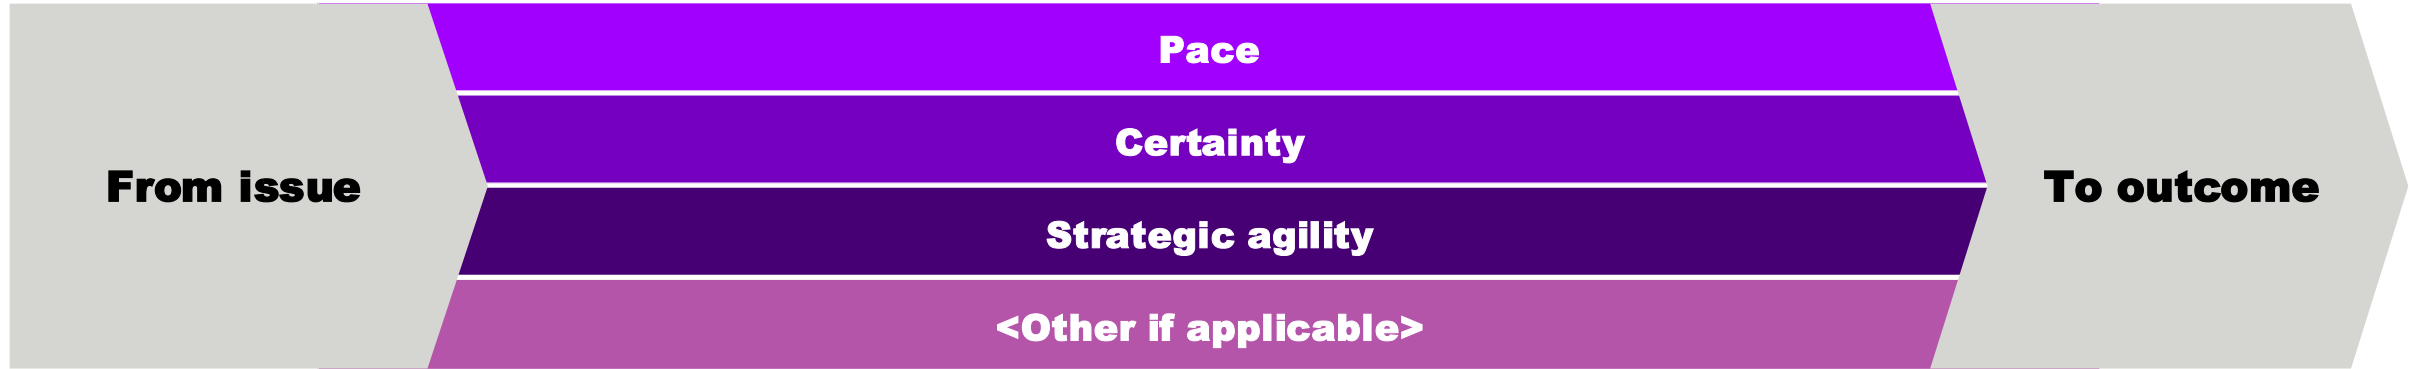 From issue
Pace
Certainty
Strategic agility
<Other if applicable>
To outcome